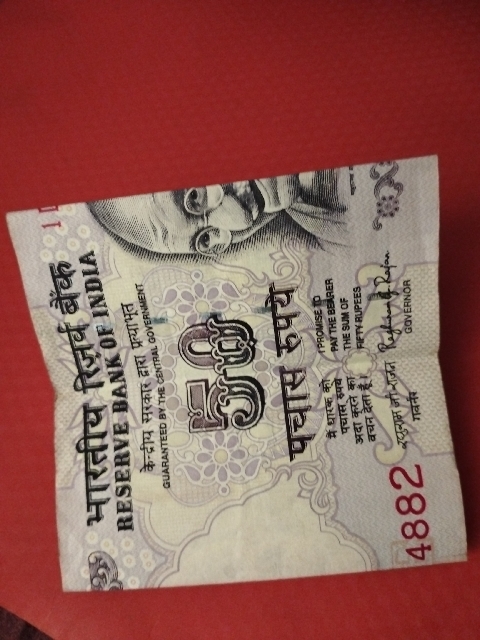 भारतीय रिज़र्व बैंक
RESERVE BANK OF INDIA
केन्द्रीय सरकार द्वारा प्रत्याभूत
GUARANTEED BY THE CENTRAL GOVERNMENT
50
पचास रुपये
मैं धारक को
पचास रुपये
अदा करने का
वचन देता हूँ।
I PROMISE TO
PAY THE BEARER
THE SUM OF
FIFTY RUPEES
गवर्नर
GOVERNOR
4882